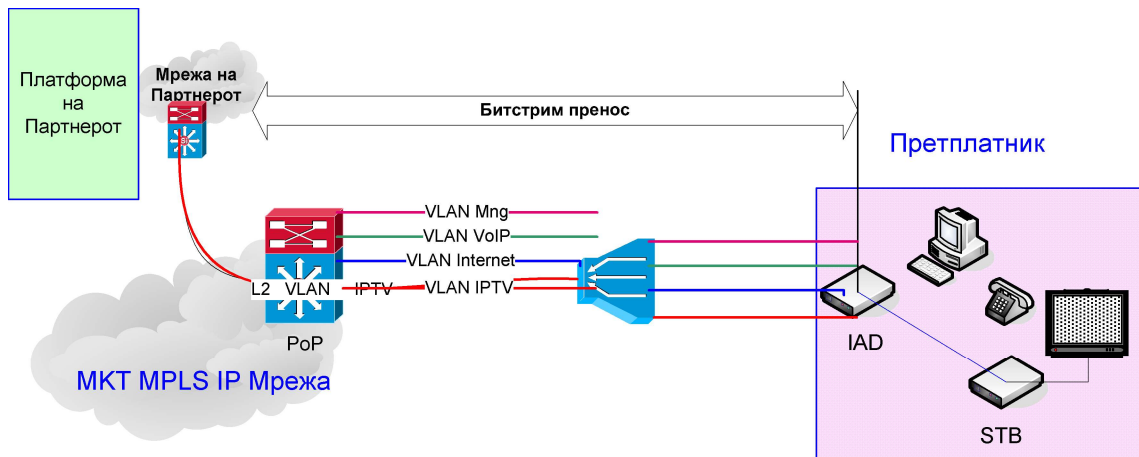 Платформа
на
Партнерот
Мрежа на
Партнерот
Битстрим пренос
Претплатник
VLAN Mng
VLAN VoIP
VLAN Internet
L2 VLAN IPTV
VLAN IPTV
PoP
MKT MPLS IP Мрежа
IAD
STB